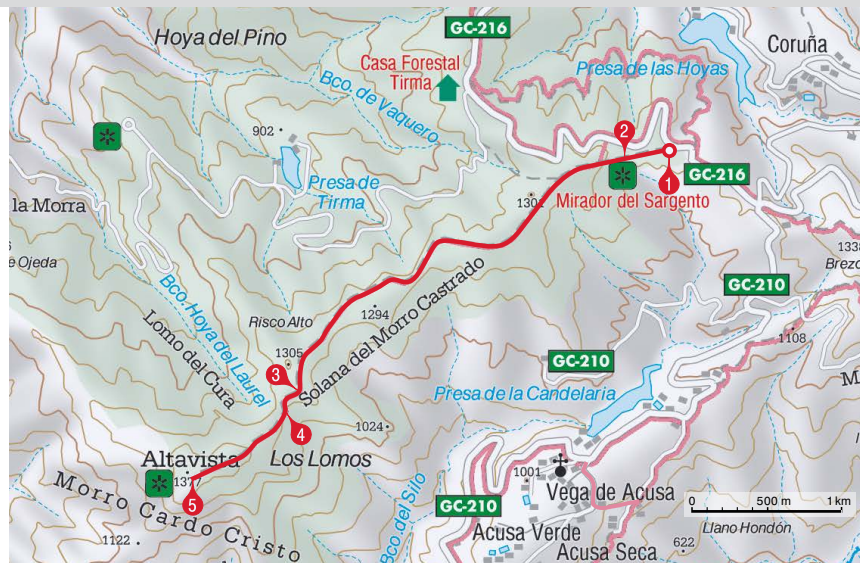 GC-216
Hoya del Pino
Casa Forestal
Tirma
Coruña
Presa de las Hoyas
Bco. de Vaquero
902
2
1
GC-216
Presa de
Tirma
Mirador del Sargento
la Morra
e Ojeda
Brezo
GC-210
Bco. Hoya del Laurel
Lomo del Cura
Risco Alto
1294
Solana del Morro Castrado
1305
1108
GC-210
3
Presa de la Candelaria
4
1024
Altavista
Los Lomos
1377
5
1001
Vega de Acusa
Morro Cardo Cristo
GC-210
Bco del Silo
0 500 m 1 km
Llano Hondón
Acusa Verde
Acusa Seca
1122
622